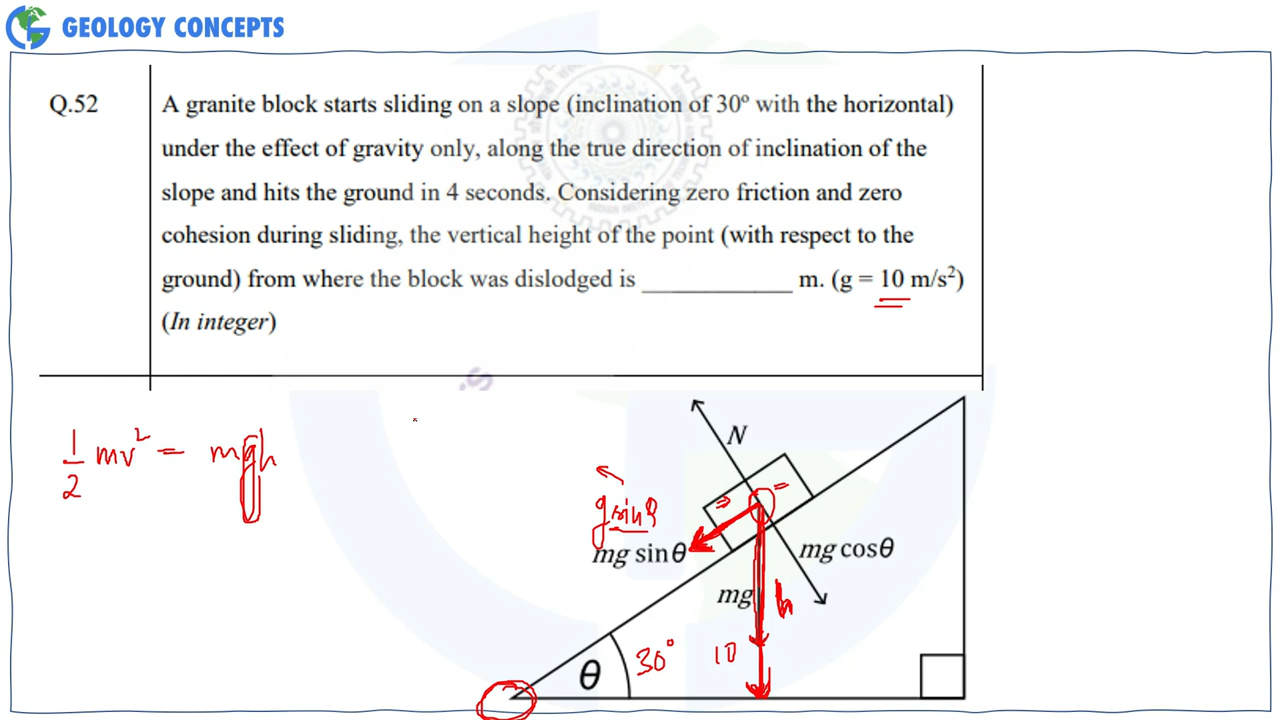 GEOLOGY CONCEPTS
Q.52
A granite block starts sliding on a slope (inclination of 30º with the horizontal)
under the effect of gravity only, along the true direction of inclination of the
slope and hits the ground in 4 seconds. Considering zero friction and zero
cohesion during sliding, the vertical height of the point (with respect to the
ground) from where the block was dislodged is ____________ m. (g = 10 m/s²)
(In integer)
1/2 mv² = mgh
N
g sinθ
mg sinθ
mg cosθ
mg
h
θ
30°
10